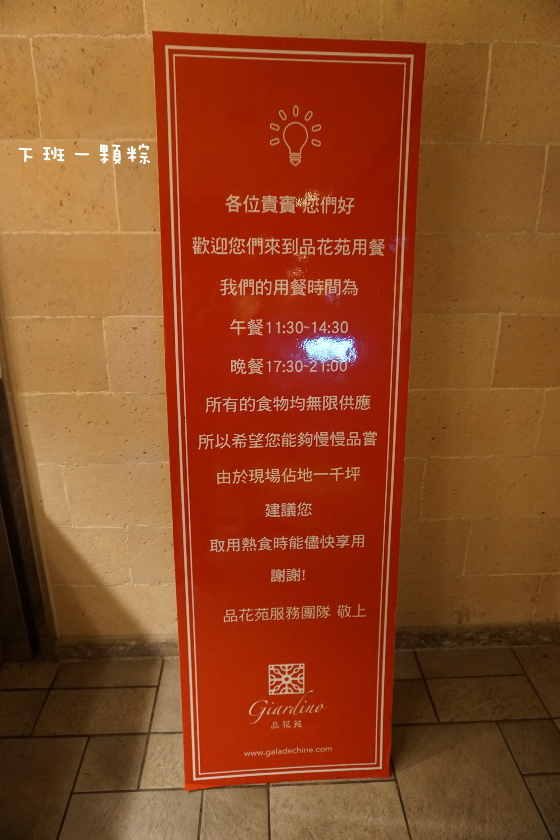 下班一顆粽
各位貴賓 您們好
歡迎您們來到品花苑用餐
我們的用餐時間為
午餐11:30~14:30
晚餐17:30~21:00
所有的食物均無限供應
所以希望您能夠慢慢品嘗
由於現場佔地一千坪
建議您
取用熱食時能儘快享用
謝謝!
品花苑服務團隊 敬上
Giardino
品花苑
www.galadechine.com